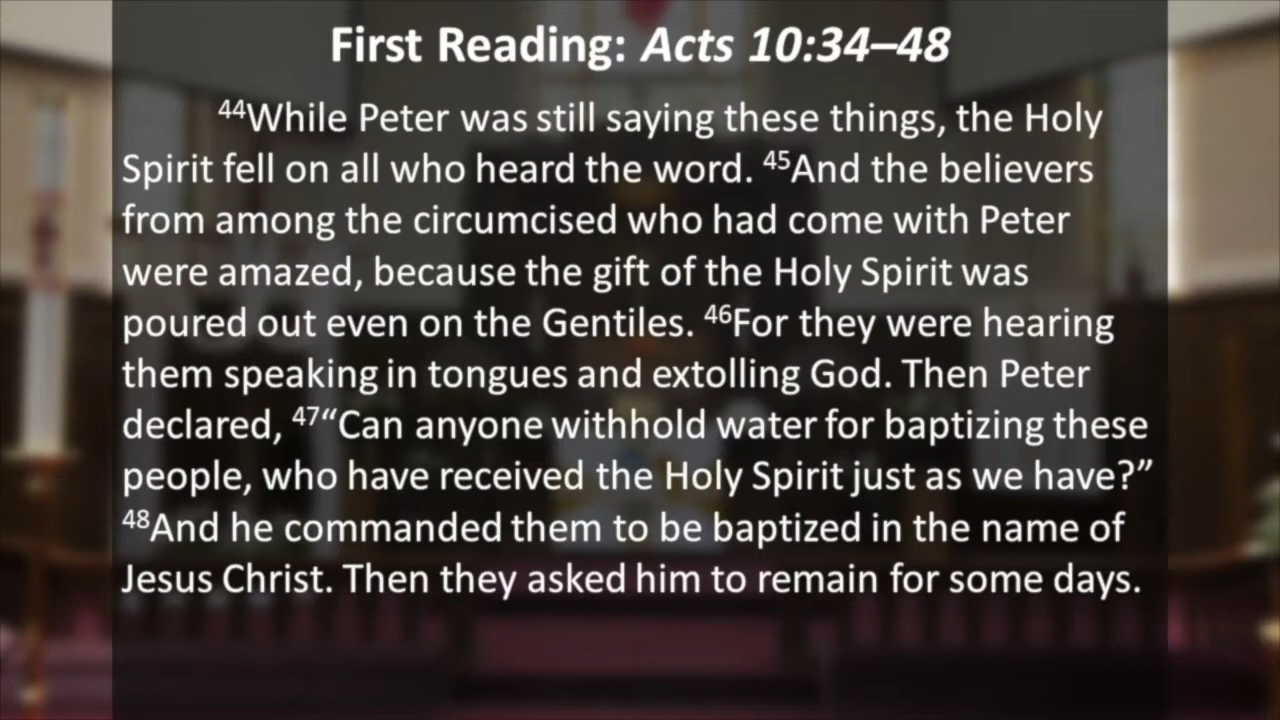 First Reading: Acts 10:34–48
⁴⁴While Peter was still saying these things, the Holy
Spirit fell on all who heard the word. ⁴⁵And the believers
from among the circumcised who had come with Peter
were amazed, because the gift of the Holy Spirit was
poured out even on the Gentiles. ⁴⁶For they were hearing
them speaking in tongues and extolling God. Then Peter
declared, ⁴⁷“Can anyone withhold water for baptizing these
people, who have received the Holy Spirit just as we have?”
⁴⁸And he commanded them to be baptized in the name of
Jesus Christ. Then they asked him to remain for some days.